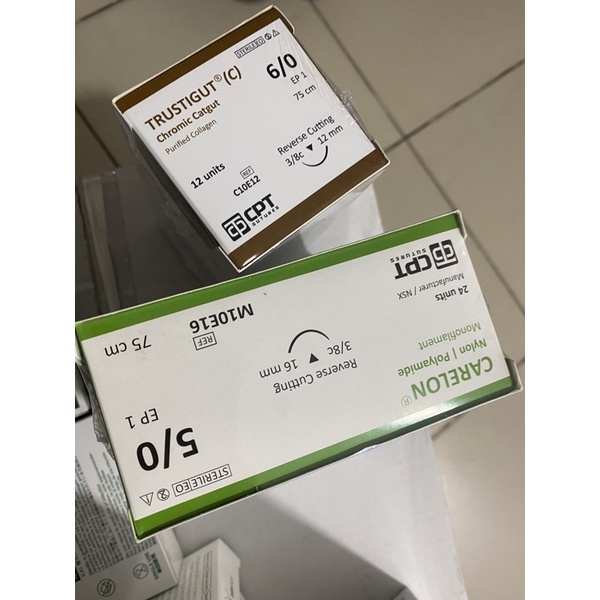 STERILE EO
TRUSTIGUT® (C)
Chromic Catgut
Purified Collagen
6/0
EP 1
75 cm
12 units
Reverse Cutting
3/8c
12 mm
REF
C10E12
CPT
SUTURES
CPT
SUTURES
24 units
Manufacturer / NSX
CARELON ®
Nylon | Polyamide
Monofilament
REF
M10E16
75 cm
3/8c
16 mm
Reverse Cutting
5/0
EP 1
STERILE EO